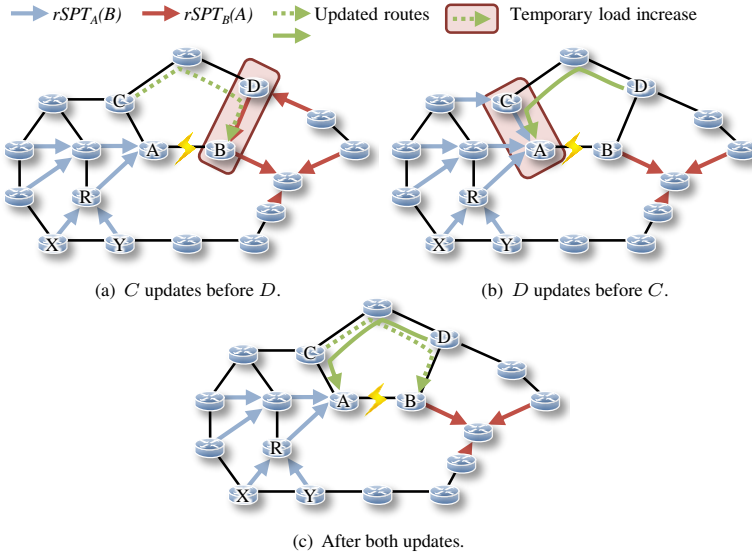 rSPT_A(B) rSPT_B(A) Updated routes Temporary load increase
C D
A B
R
X Y
(a) C updates before D.
C D
A B
R
X Y
(b) D updates before C.
C D
A B
R
X Y
(c) After both updates.